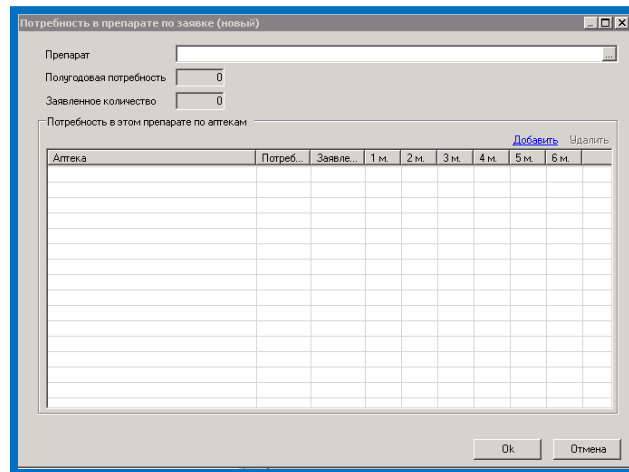 Потребность в препарате по заявке (новый)
Препарат
...
Полугодовая потребность 0
Заявленное количество 0
Потребность в этом препарате по аптекам
Добавить Удалить
Аптека Потреб... Заявле... 1 м. 2 м. 3 м. 4 м. 5 м. 6 м.
Ok Отмена